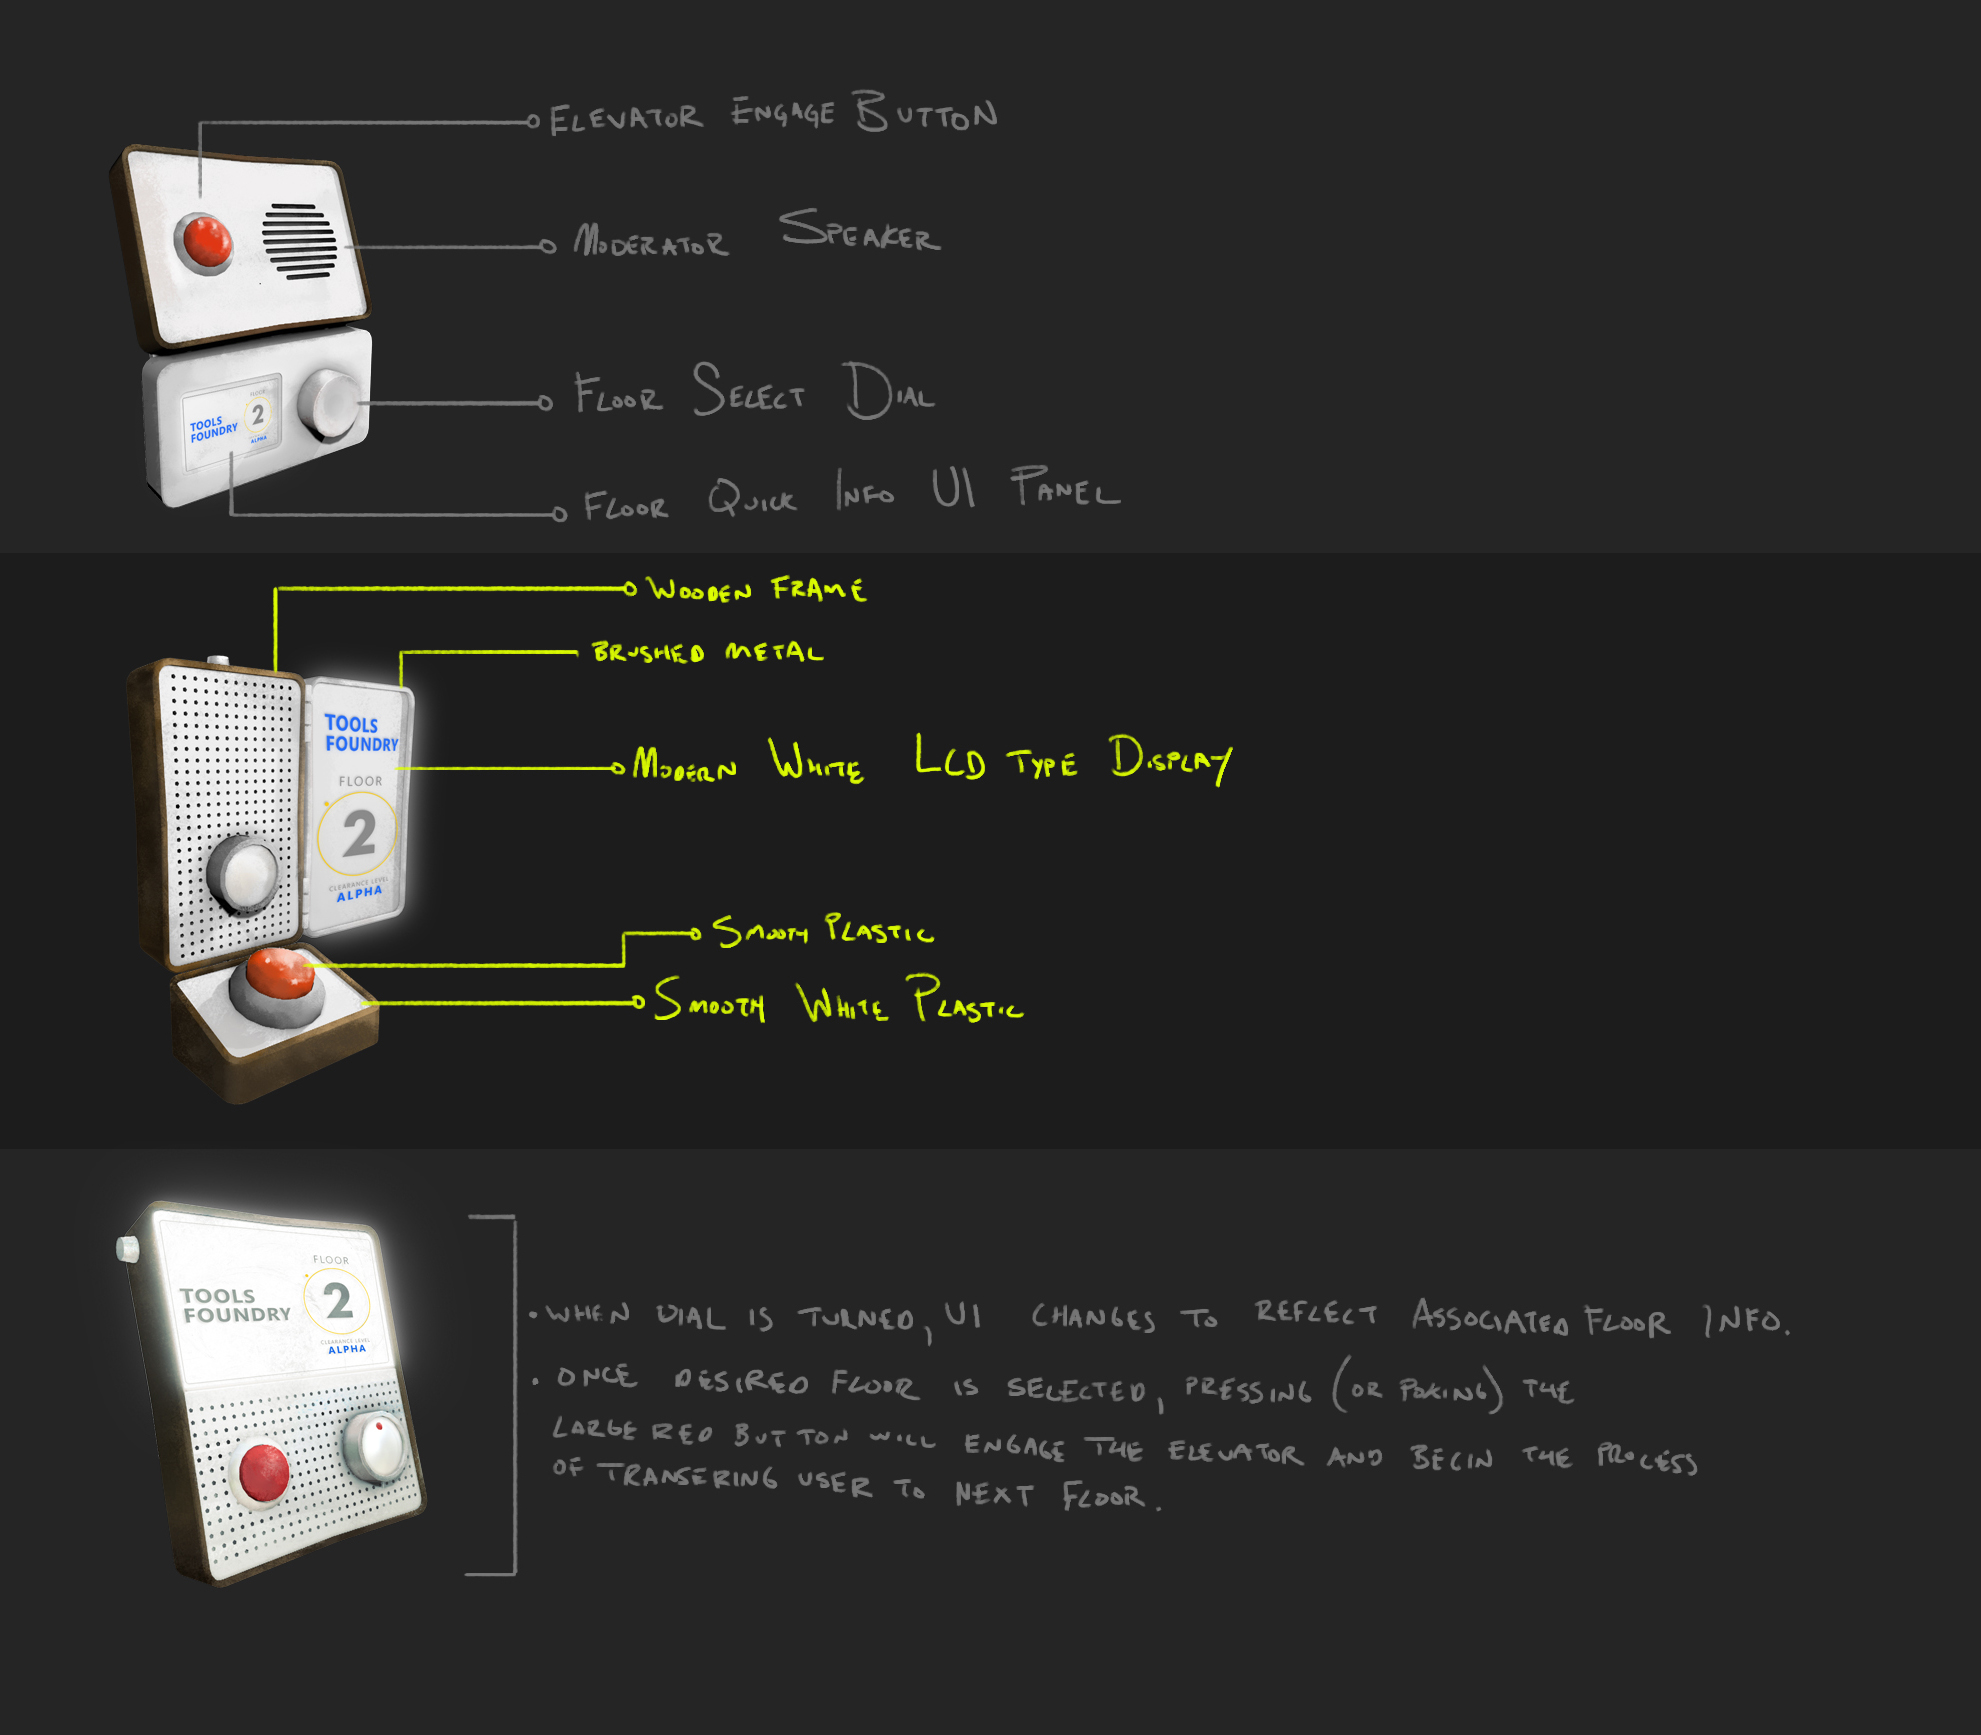 ELEVATOR ENGAGE BUTTON
MODERATOR SPEAKER
FLOOR SELECT DIAL
FLOOR
TOOLS
FOUNDRY
2
ALPHA
FLOOR QUICK INFO UI PANEL
WOODEN FRAME
BRUSHED METAL
TOOLS
FOUNDRY
FLOOR
2
CLEARANCE LEVEL
ALPHA
MODERN WHITE LCD TYPE DISPLAY
SMOOTH PLASTIC
SMOOTH WHITE PLASTIC
FLOOR
TOOLS
FOUNDRY
2
CLEARANCE LEVEL
ALPHA
• WHEN DIAL IS TURNED, UI CHANGES TO REFLECT ASSOCIATED FLOOR INFO.
• ONCE DESIRED FLOOR IS SELECTED, PRESSING (OR POKING) THE
LARGE RED BUTTON WILL ENGAGE THE ELEVATOR AND BEGIN THE PROCESS
OF TRANSERING USER TO NEXT FLOOR.